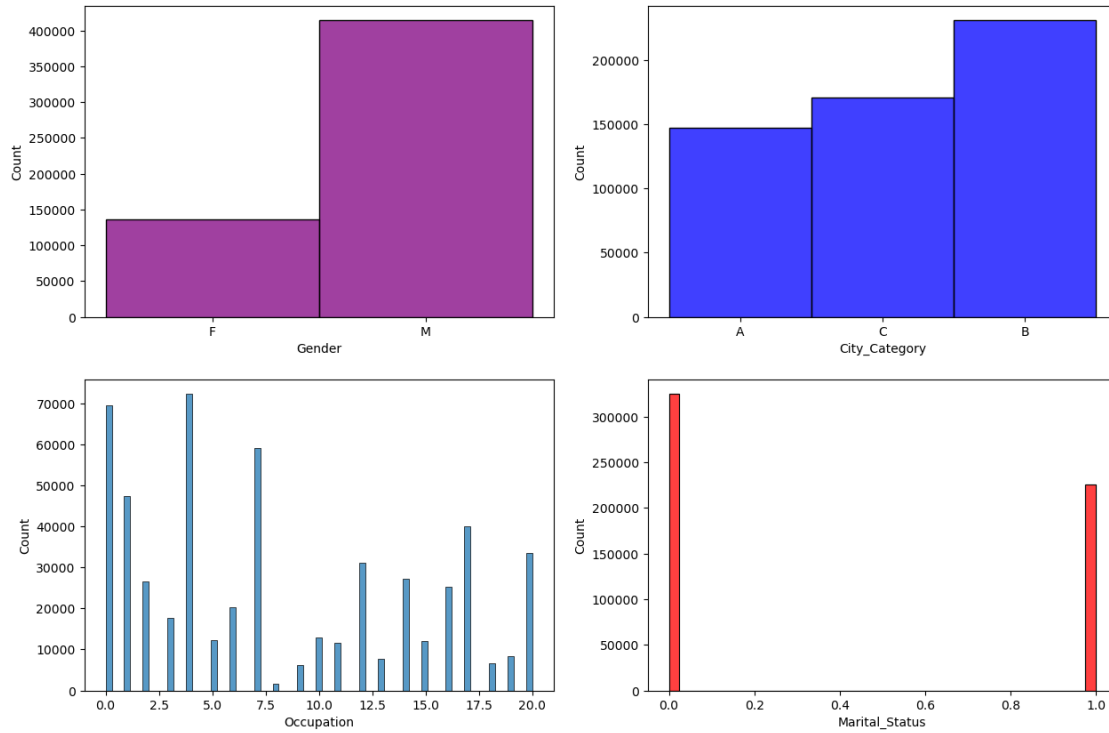 400000
350000
300000
250000
200000
150000
100000
50000
0
Count
F M
Gender
200000
150000
100000
50000
0
Count
A C B
City_Category
70000
60000
50000
40000
30000
20000
10000
0
Count
0.0 2.5 5.0 7.5 10.0 12.5 15.0 17.5 20.0
Occupation
300000
250000
200000
150000
100000
50000
0
Count
0.0 0.2 0.4 0.6 0.8 1.0
Marital_Status